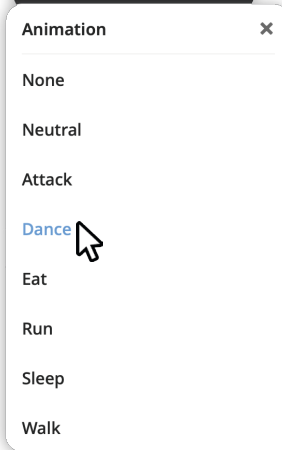 Animation
None
Neutral
Attack
Dance
Eat
Run
Sleep
Walk